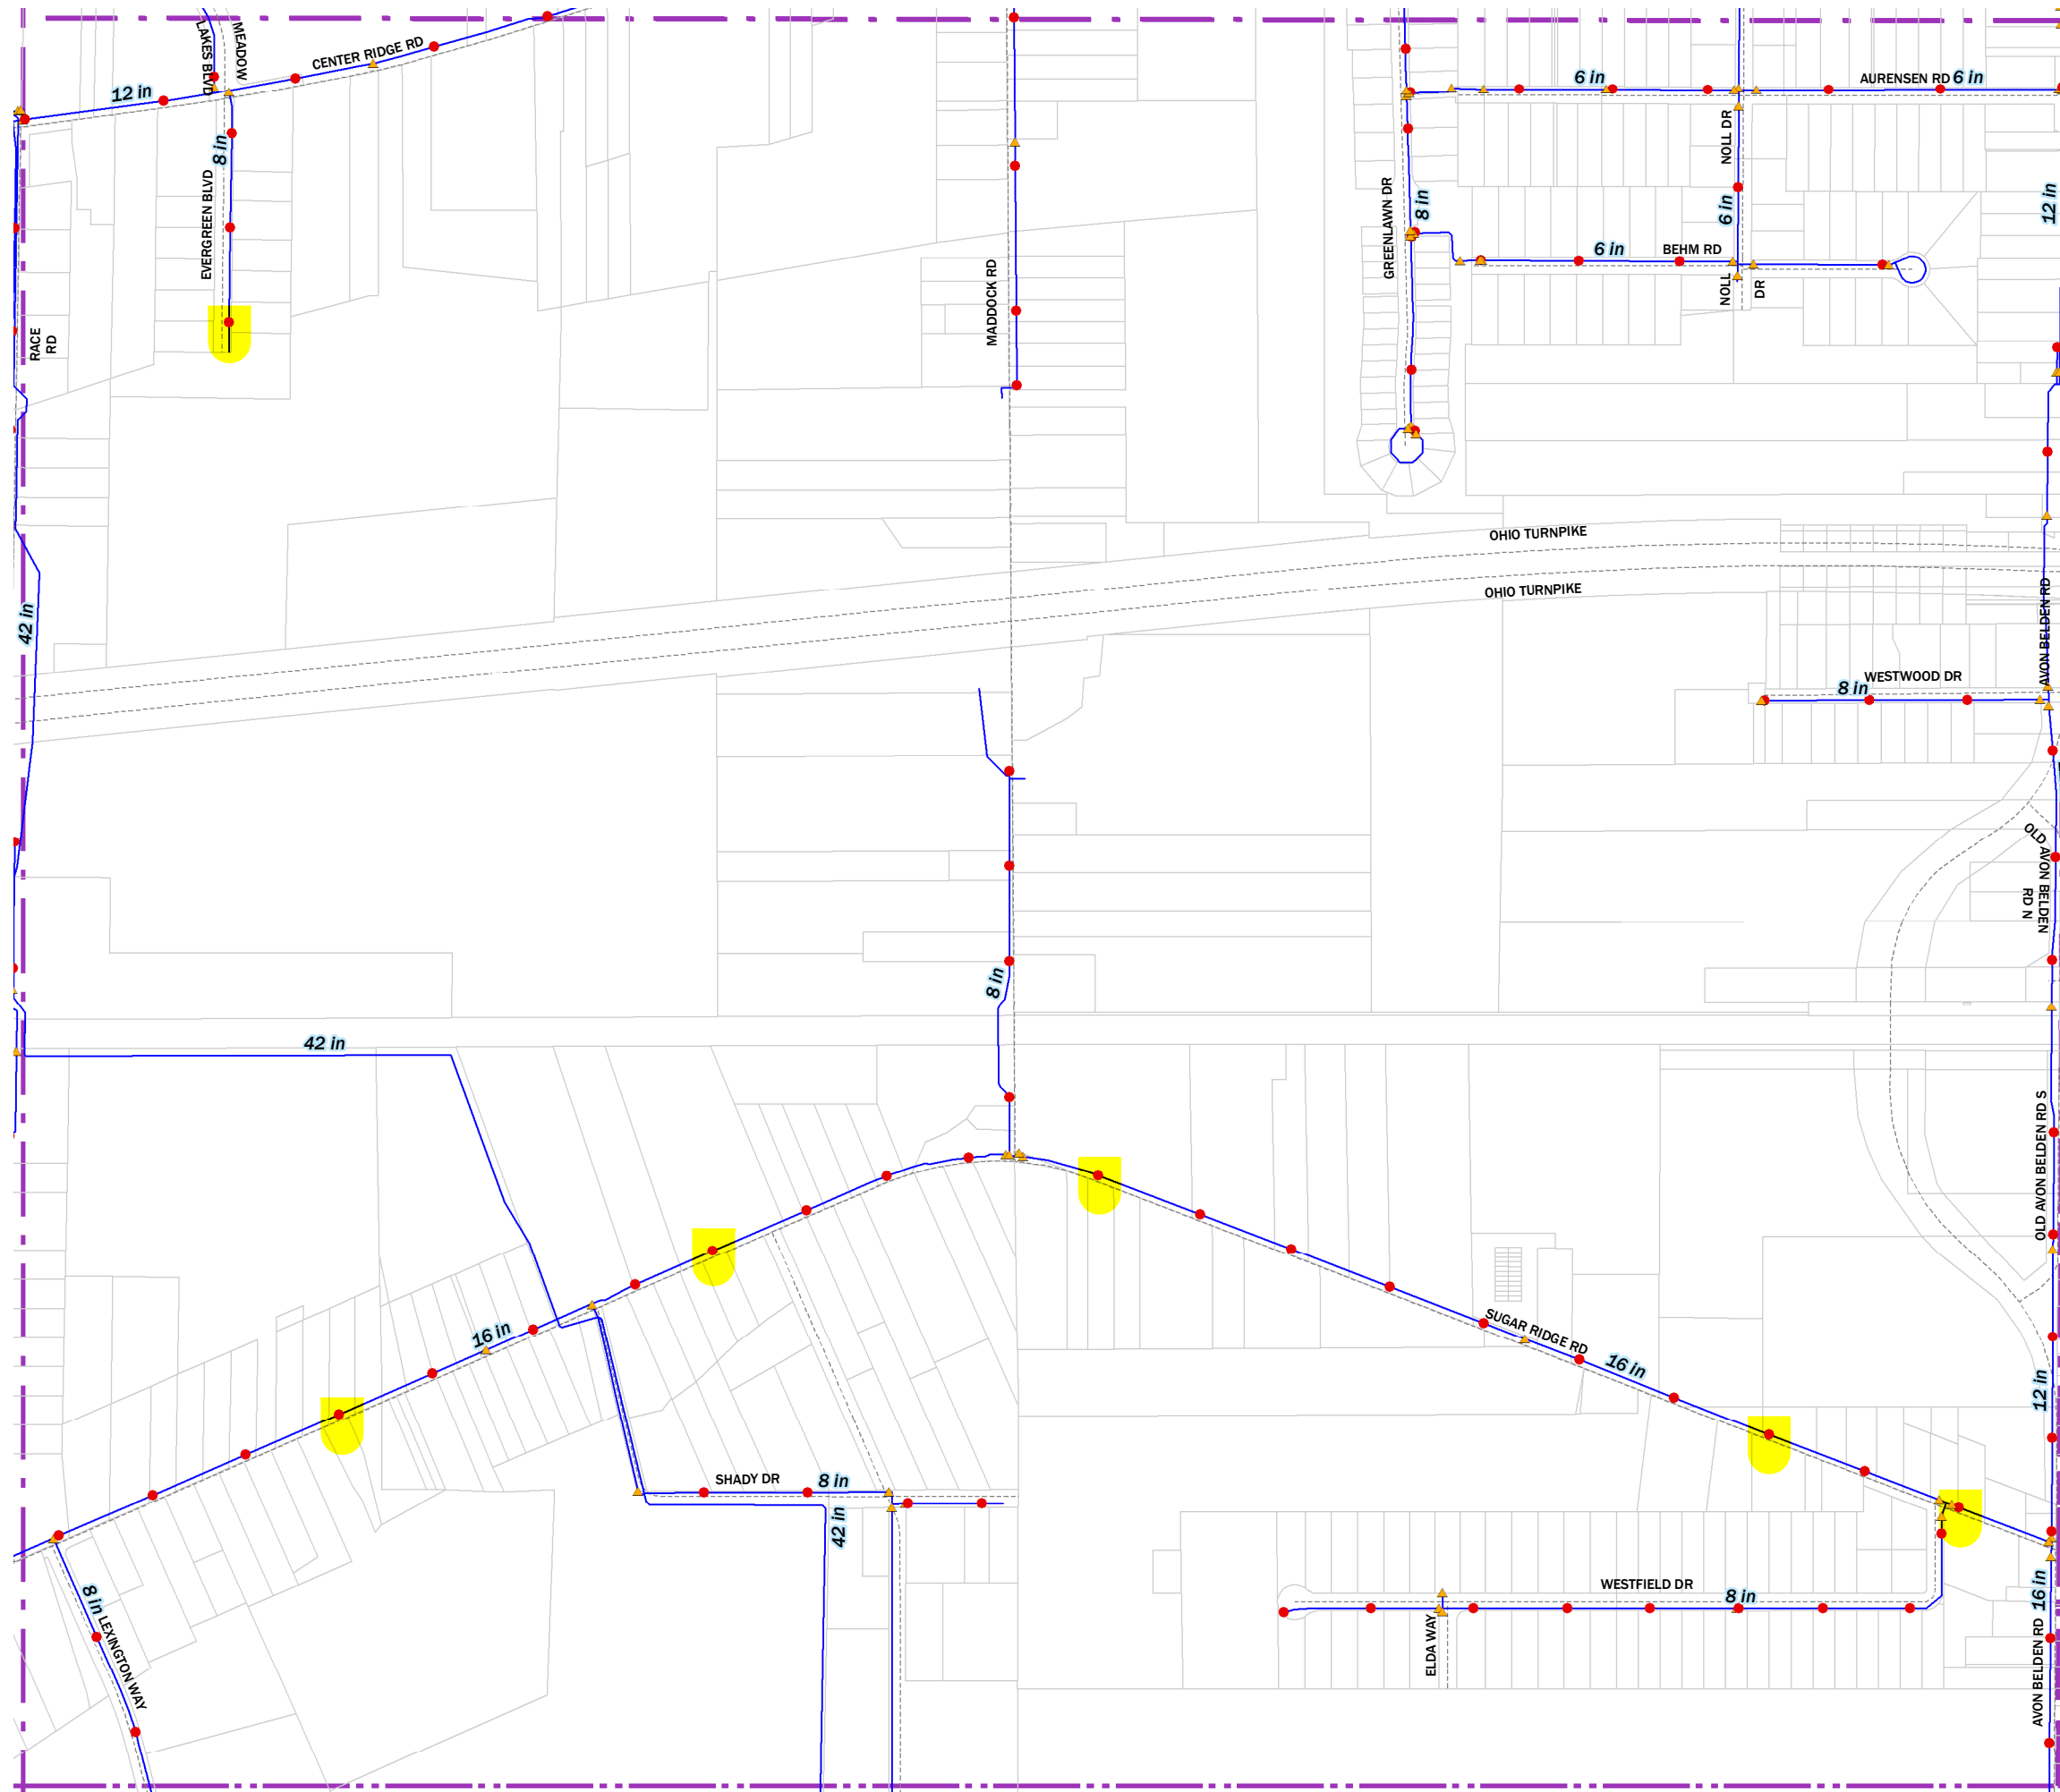 LAKES BLVD
MEADOW
CENTER RIDGE RD
12 in
8 in
EVERGREEN BLVD
RACE
RD
MADDOCK RD
GREENLAWN DR
8 in
6 in
AURENSEN RD
6 in
NOLL DR
6 in
6 in
BEHM RD
NOLL
DR
12 in
OHIO TURNPIKE
OHIO TURNPIKE
42 in
AVON BELDEN RD
WESTWOOD DR
8 in
OLD AVON BELDEN
RD N
8 in
42 in
OLD AVON BELDEN RD S
16 in
SUGAR RIDGE RD
16 in
12 in
SHADY DR
8 in
42 in
8 in
LEXINGTON WAY
WESTFIELD DR
8 in
ELDA WAY
16 in
AVON BELDEN RD